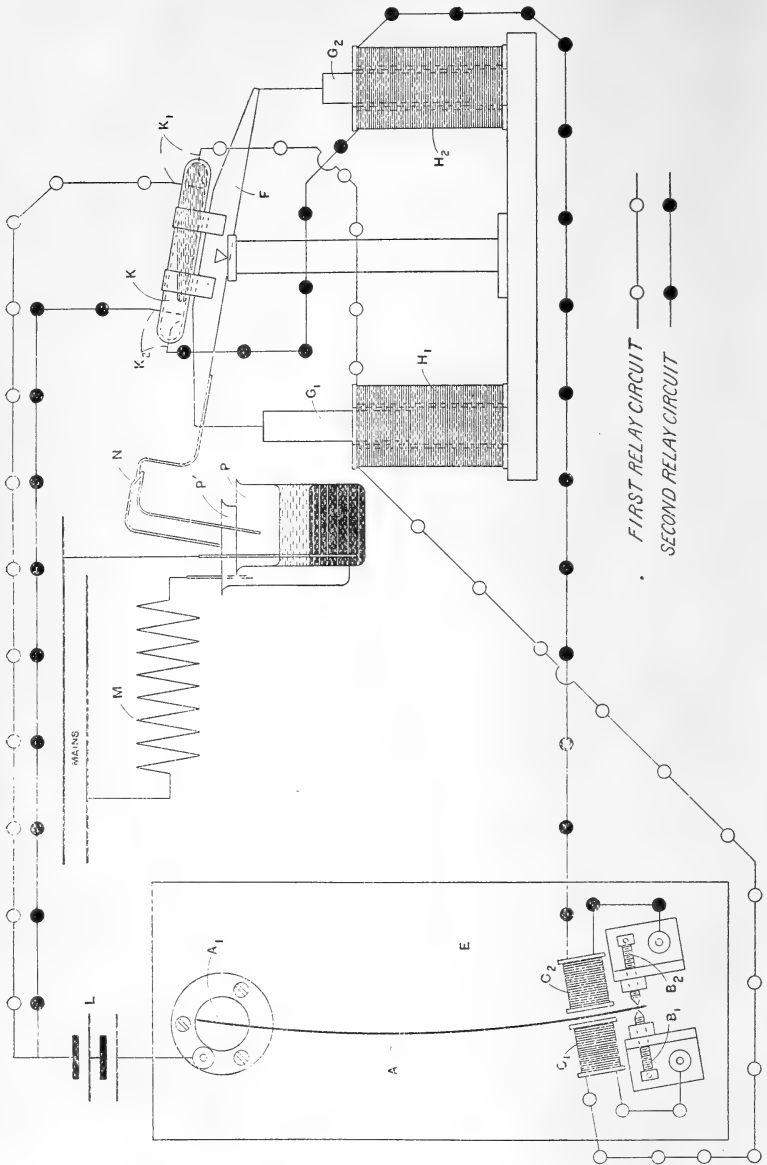 G₂
K₁
H₂
F
K
K₂
G₁
H₁
N
P'
P
M
MAINS
FIRST RELAY CIRCUIT
SECOND RELAY CIRCUIT
L
A₁
E
A
C₂
C₁
B₂
B₁